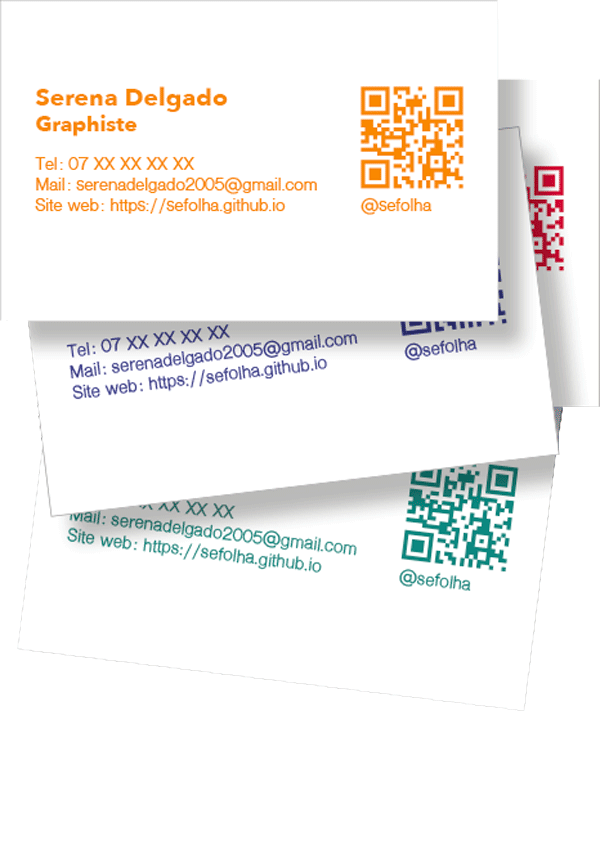 Serena Delgado
Graphiste
Tel: 07 XX XX XX XX
Mail: serenadelgado2005@gmail.com
Site web: https://sefolha.github.io
@sefolha
Tel: 07 XX XX XX XX
Mail: serenadelgado2005@gmail.com
Site web: https://sefolha.github.io
@sefolha
XX XX XX
Mail: serenadelgado2005@gmail.com
Site web: https://sefolha.github.io
@sefolha